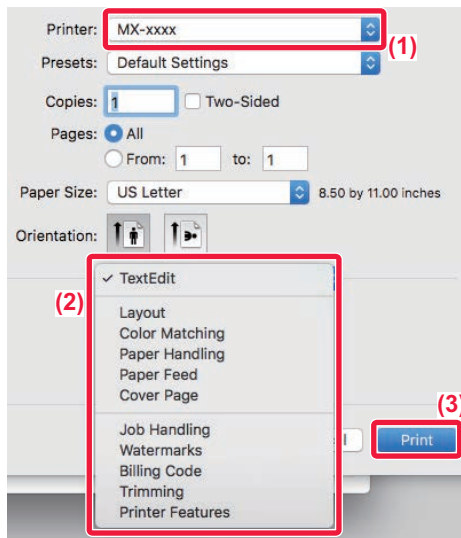 Printer: MX-xxxx
(1)
Presets: Default Settings
Copies: 1 Two-Sided
Pages: All
From: 1 to: 1
Paper Size: US Letter 8.50 by 11.00 inches
Orientation:
(2)
✓ TextEdit
Layout
Color Matching
Paper Handling
Paper Feed
Cover Page
Job Handling
Watermarks
Billing Code
Trimming
Printer Features
(3)
Print